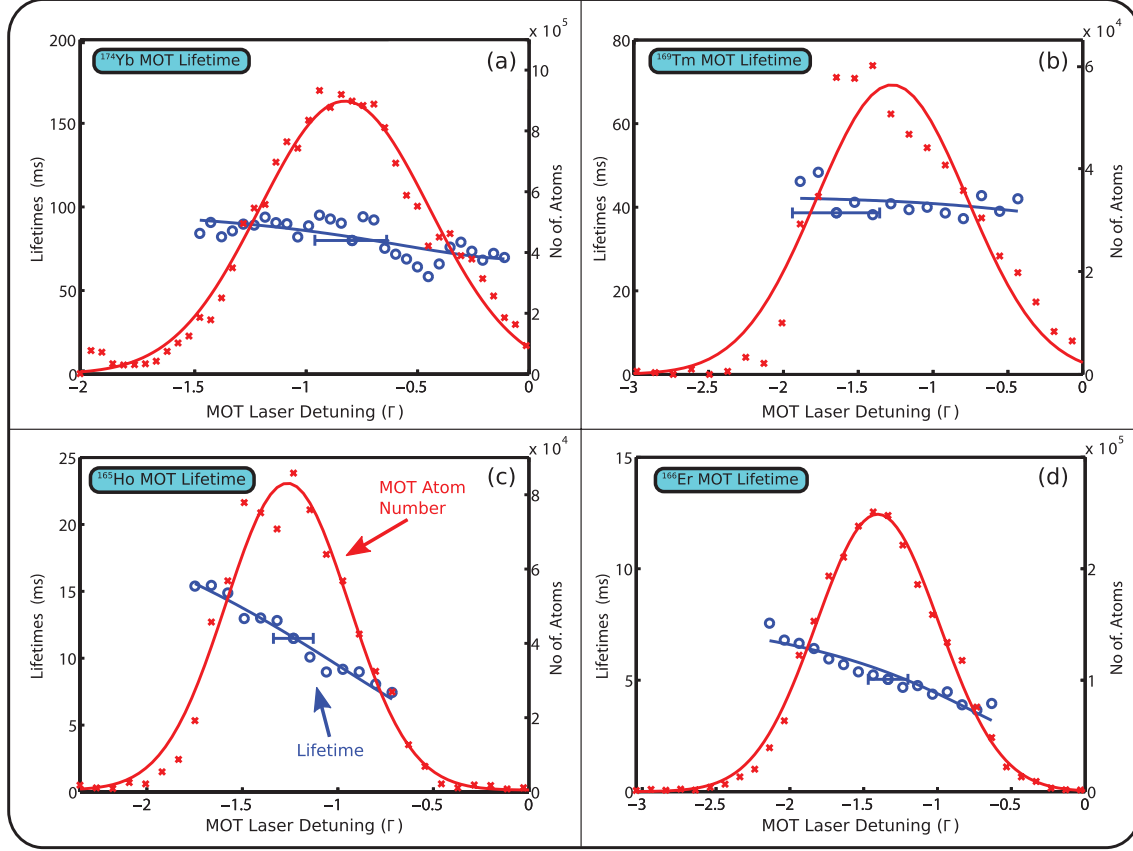 174Yb MOT Lifetime
(a)
x 10^5
200
150
100
50
0
Lifetimes (ms)
10
8
6
4
2
0
No of. Atoms
−2
−1.5
−1
−0.5
0
MOT Laser Detuning (Γ)
169Tm MOT Lifetime
(b)
x 10^4
80
60
40
20
0
Lifetimes (ms)
6
4
2
0
No of. Atoms
−3
−2.5
−2
−1.5
−1
−0.5
0
MOT Laser Detuning (Γ)
165Ho MOT Lifetime
(c)
x 10^4
MOT Atom
Number
Lifetime
25
20
15
10
5
0
Lifetimes (ms)
8
6
4
2
0
No of. Atoms
−2
−1.5
−1
−0.5
0
MOT Laser Detuning (Γ)
166Er MOT Lifetime
(d)
x 10^5
15
10
5
0
Lifetimes (ms)
2
1
0
No of. Atoms
−3
−2.5
−2
−1.5
−1
−0.5
0
MOT Laser Detuning (Γ)